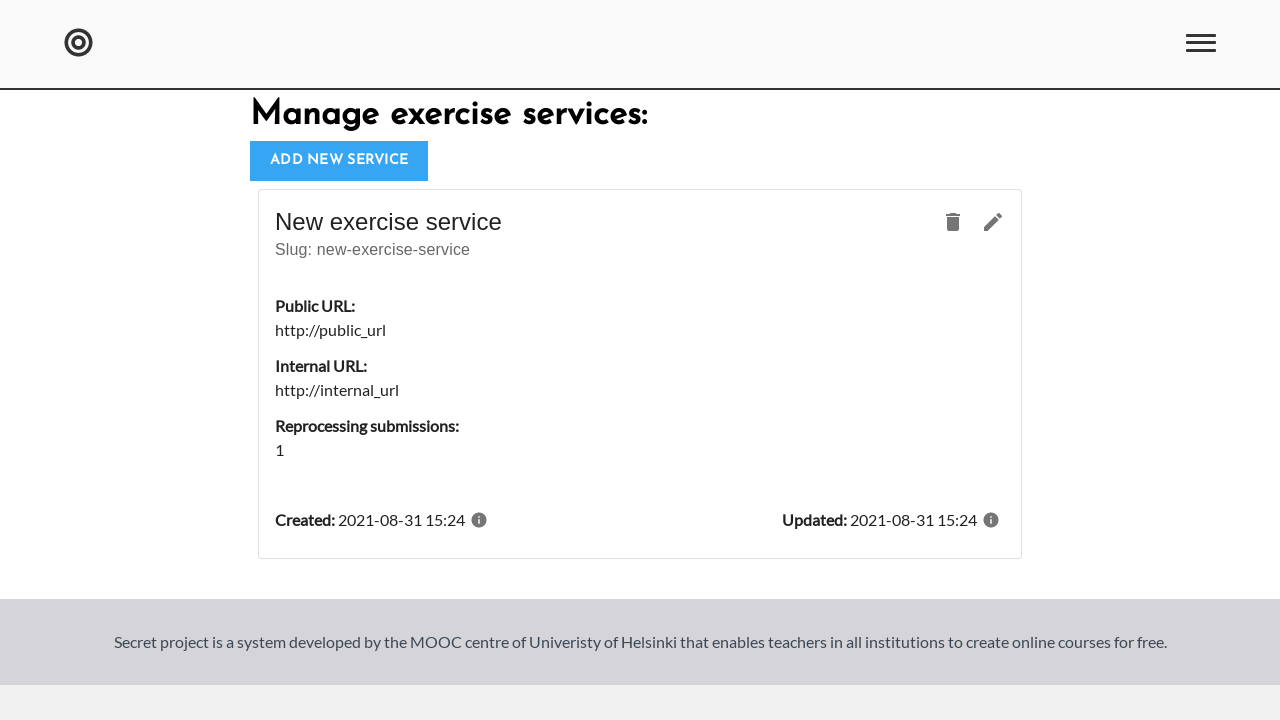 Manage exercise services:
ADD NEW SERVICE
New exercise service
Slug: new-exercise-service
Public URL:
http://public_url
Internal URL:
http://internal_url
Reprocessing submissions:
1
Created: 2021-08-31 15:24
Updated: 2021-08-31 15:24
Secret project is a system developed by the MOOC centre of Univeristy of Helsinki that enables teachers in all institutions to create online courses for free.